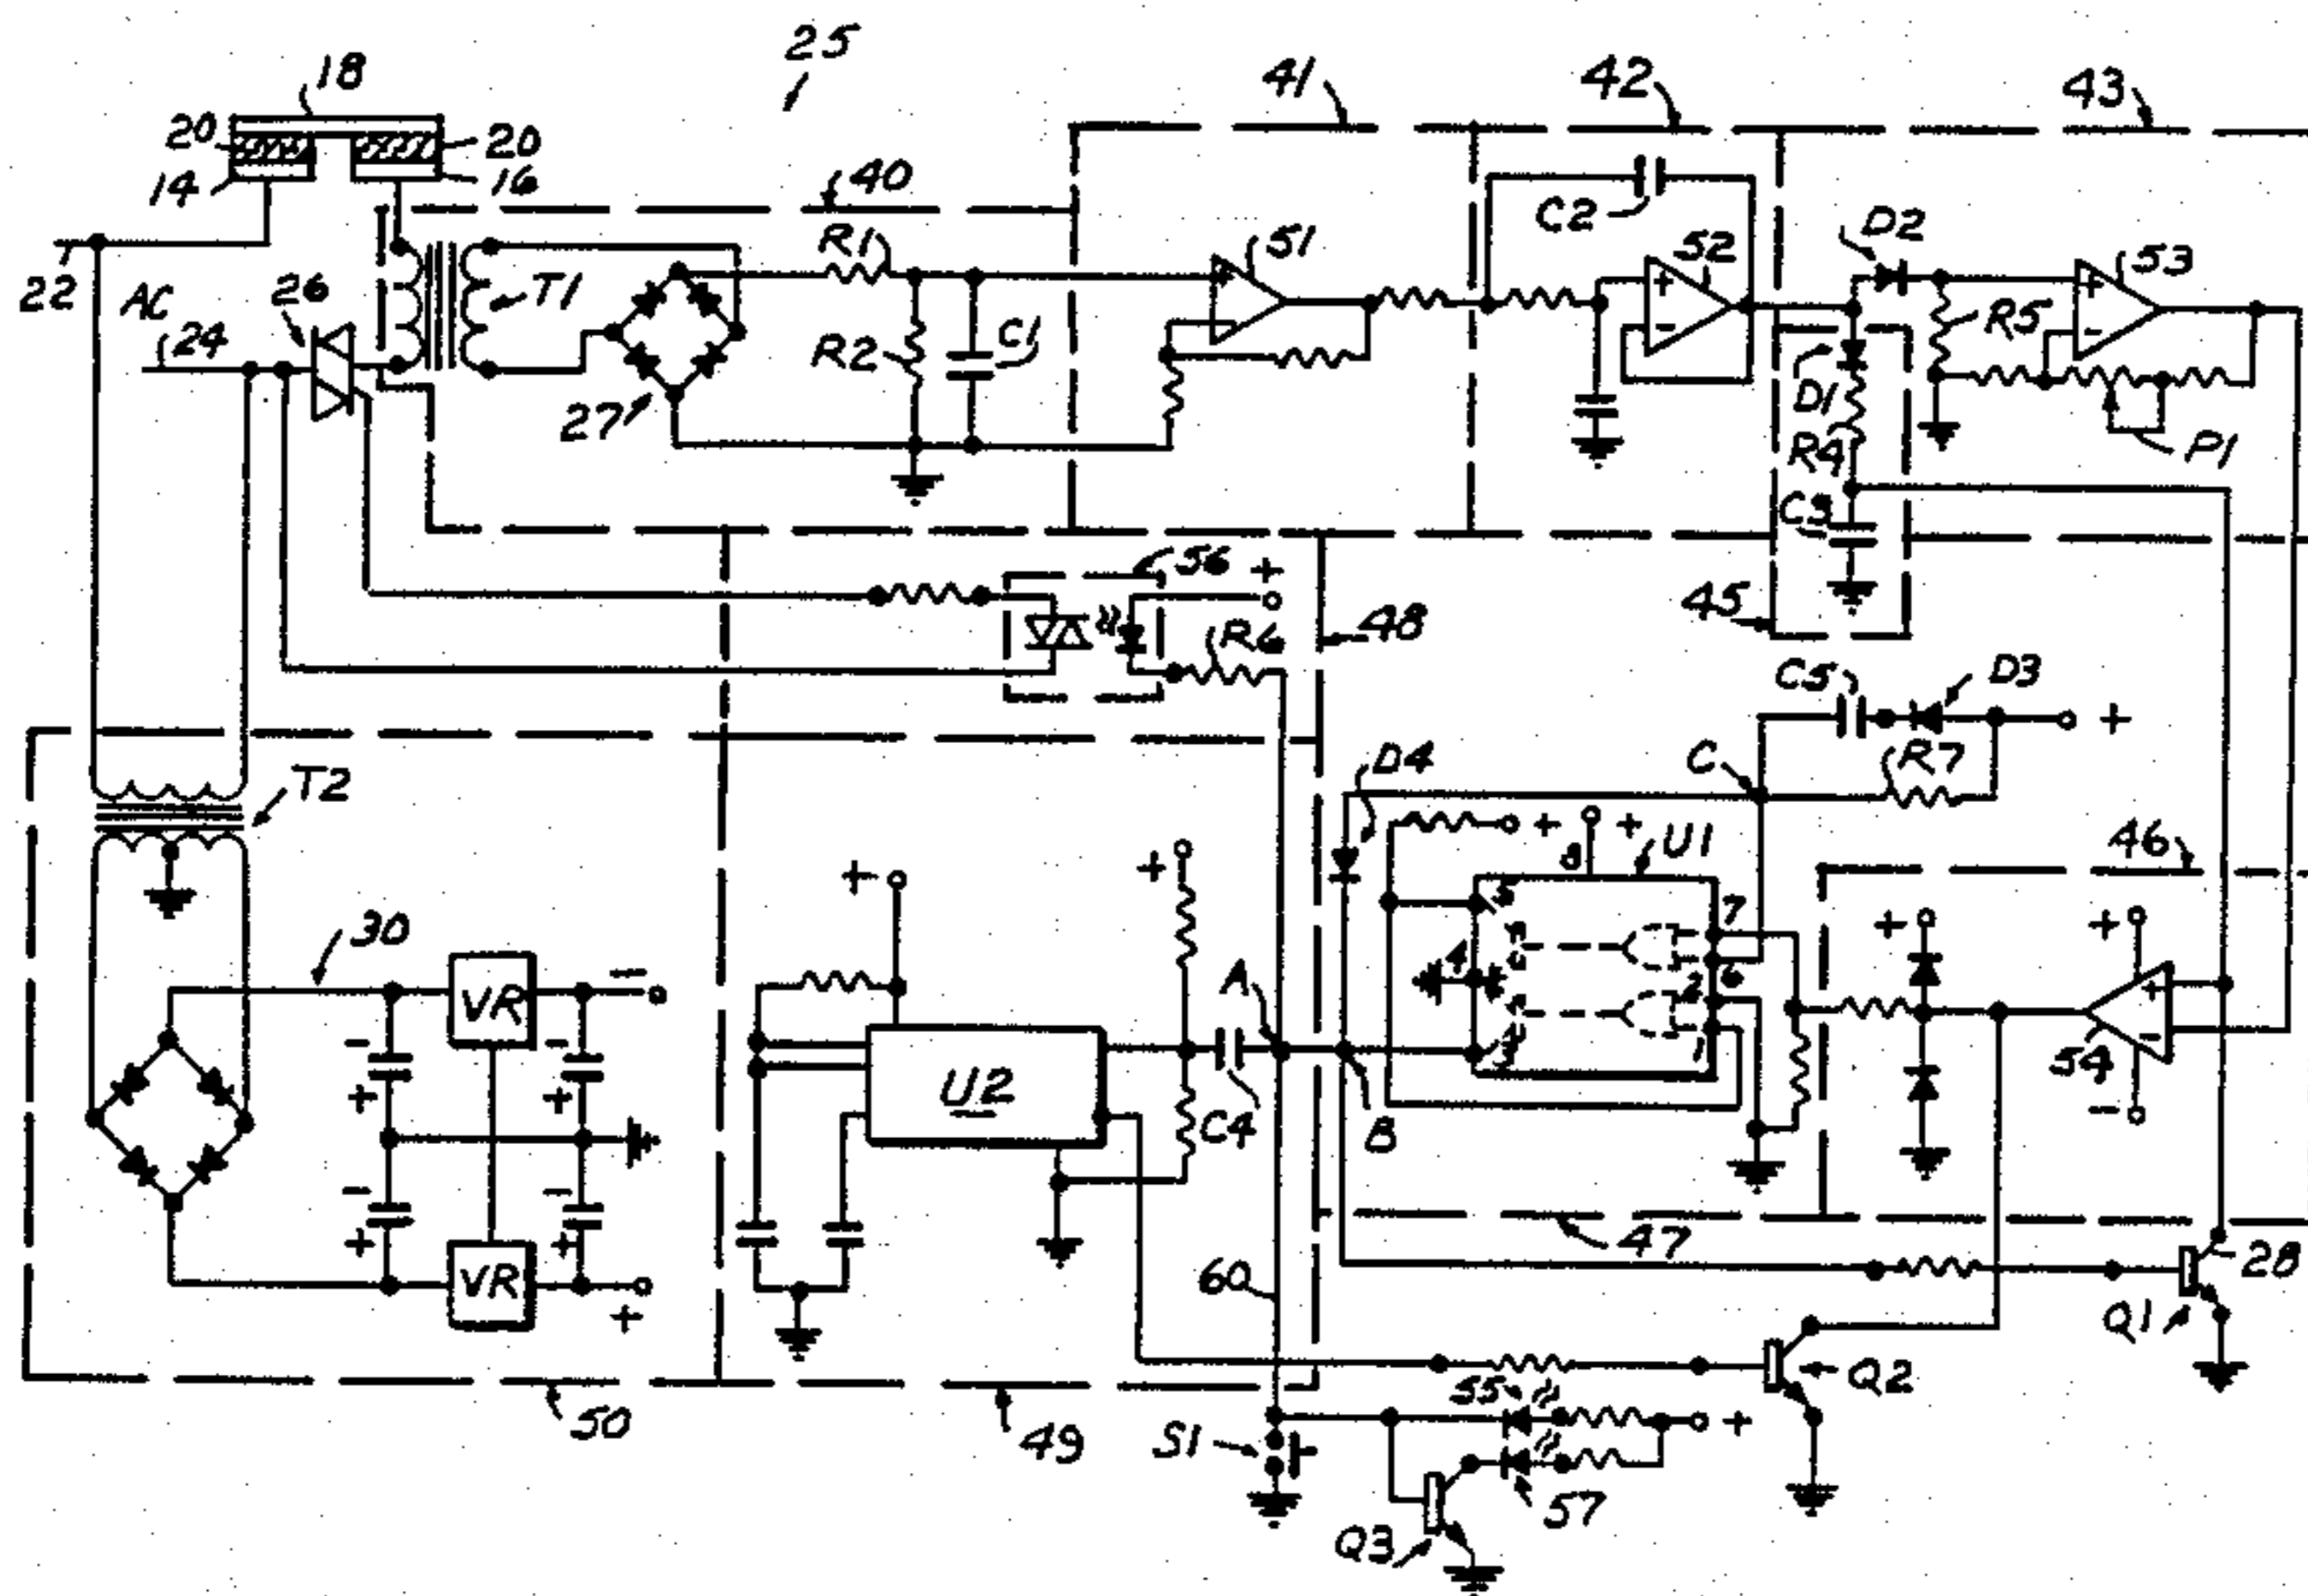 25
18
41
42
43
20
20
14
16
40
C2
D2
R1
51
52
53
22
AC
26
T1
+
+
+
24
R2
C1
-
R5
-
27
D1
R4
P1
C3
56
+
45
48
R6
C5
D3
+
C
R7
D4
T2
+
+
U1
46
8
+
+
5
7
+
+
30
4
6
VR
-
A
2
+
-
-
-
U2
3
1
54
+
+
C4
B
-
-
-
+
+
47
VR
+
60
28
Q1
55
Q2
50
49
S1
+
57
Q3